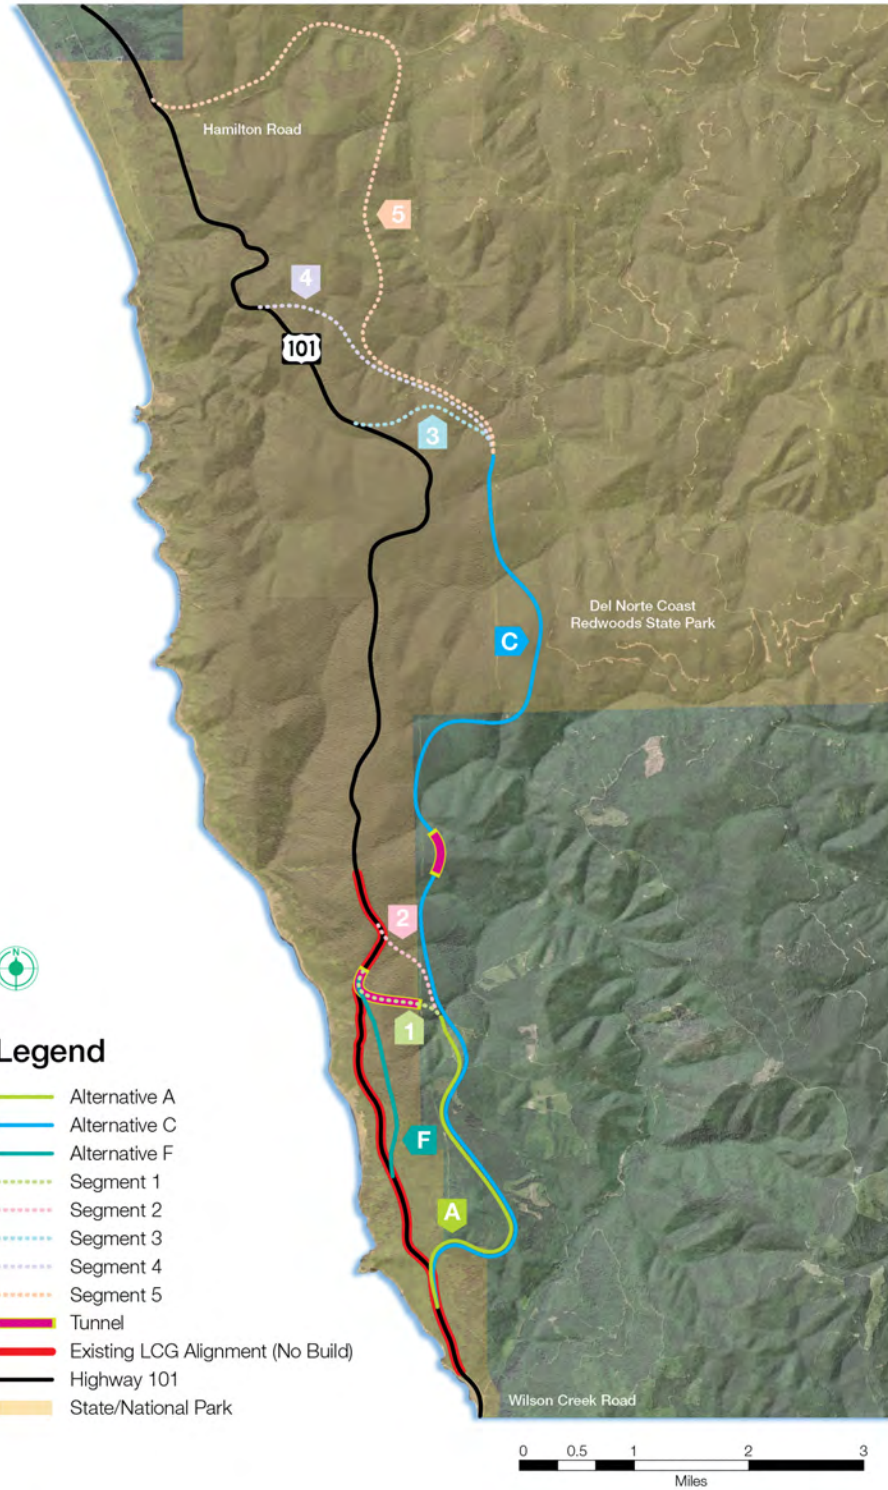 Hamilton Road
5
4
101
3
Del Norte Coast
Redwoods State Park
C
2
N
1
F
A
Legend
Alternative A
Alternative C
Alternative F
Segment 1
Segment 2
Segment 3
Segment 4
Segment 5
Tunnel
Existing LCG Alignment (No Build)
Highway 101
State/National Park
Wilson Creek Road
0 0.5 1 2 3
Miles